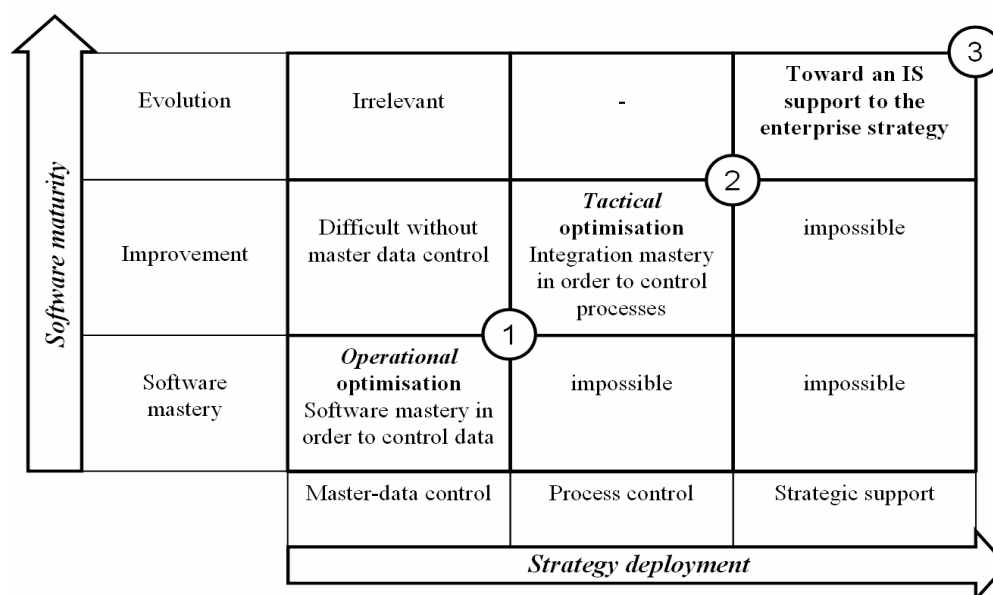 3
Evolution
Irrelevant
-
Toward an IS
support to the
enterprise strategy
2
Software maturity
Improvement
Difficult without
master data control
Tactical
optimisation
Integration mastery
in order to control
processes
impossible
1
Software
mastery
Operational
optimisation
Software mastery in
order to control data
impossible
impossible
Master-data control
Process control
Strategic support
Strategy deployment